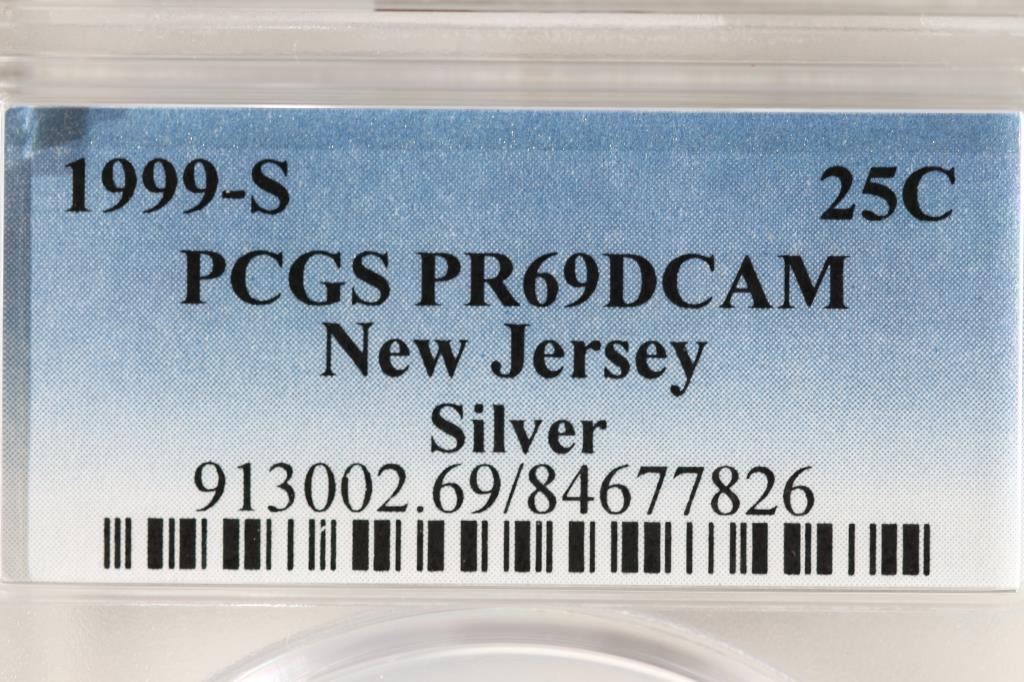 1999-S 25C
PCGS PR69DCAM
New Jersey
Silver
913002.69/84677826